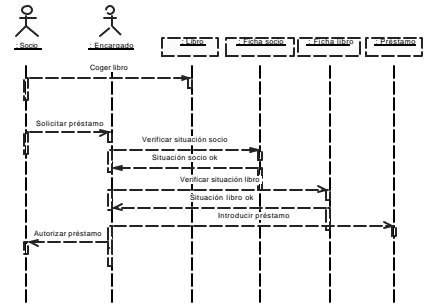 : Socio
: Encargado
: Libro
: Ficha socio
: Ficha libro
: Préstamo
Coger libro
Solicitar préstamo
Verificar situación socio
Situación socio ok
Verificar situación libro
Situación libro ok
Introducir préstamo
Autorizar préstamo